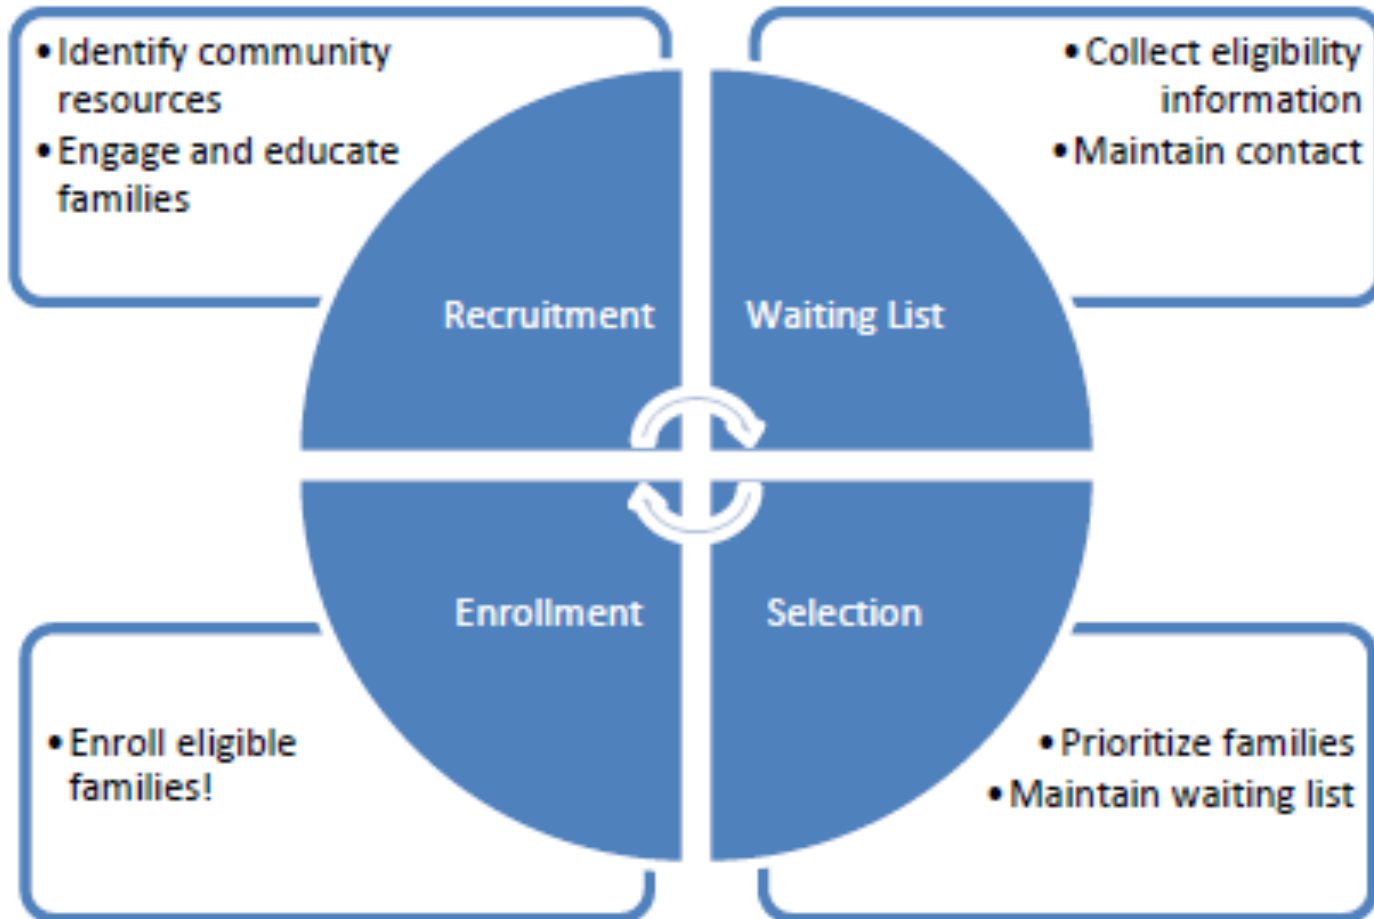 •Identify community
resources
•Engage and educate
families
•Collect eligibility
information
•Maintain contact
Recruitment
Waiting List
Enrollment
Selection
•Enroll eligible
families!
•Prioritize families
•Maintain waiting list